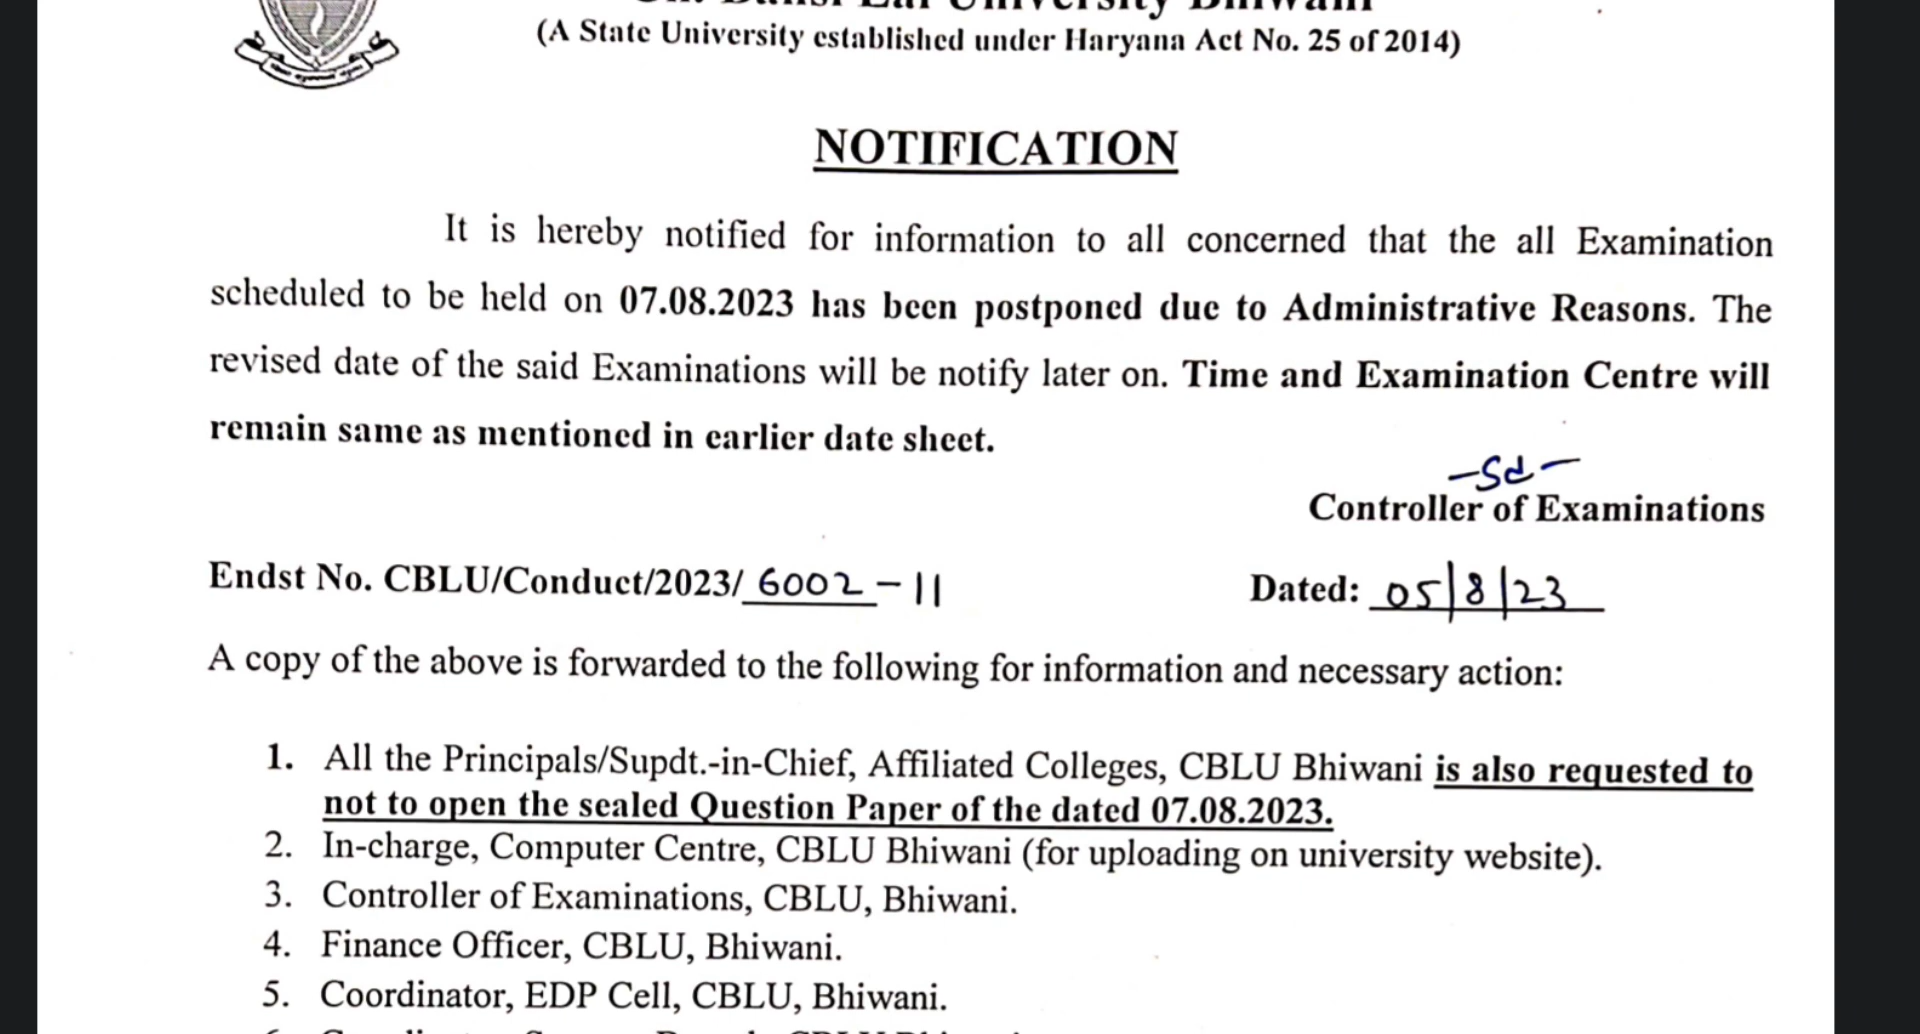 (A State University established under Haryana Act No. 25 of 2014)
NOTIFICATION
It is hereby notified for information to all concerned that the all Examination
scheduled to be held on 07.08.2023 has been postponed due to Administrative Reasons. The
revised date of the said Examinations will be notify later on. Time and Examination Centre will
remain same as mentioned in earlier date sheet.
-Sd-
Controller of Examinations
Endst No. CBLU/Conduct/2023/ 6002-11 Dated: 05/8/23
A copy of the above is forwarded to the following for information and necessary action:
1. All the Principals/Supdt.-in-Chief, Affiliated Colleges, CBLU Bhiwani is also requested to
not to open the sealed Question Paper of the dated 07.08.2023.
2. In-charge, Computer Centre, CBLU Bhiwani (for uploading on university website).
3. Controller of Examinations, CBLU, Bhiwani.
4. Finance Officer, CBLU, Bhiwani.
5. Coordinator, EDP Cell, CBLU, Bhiwani.